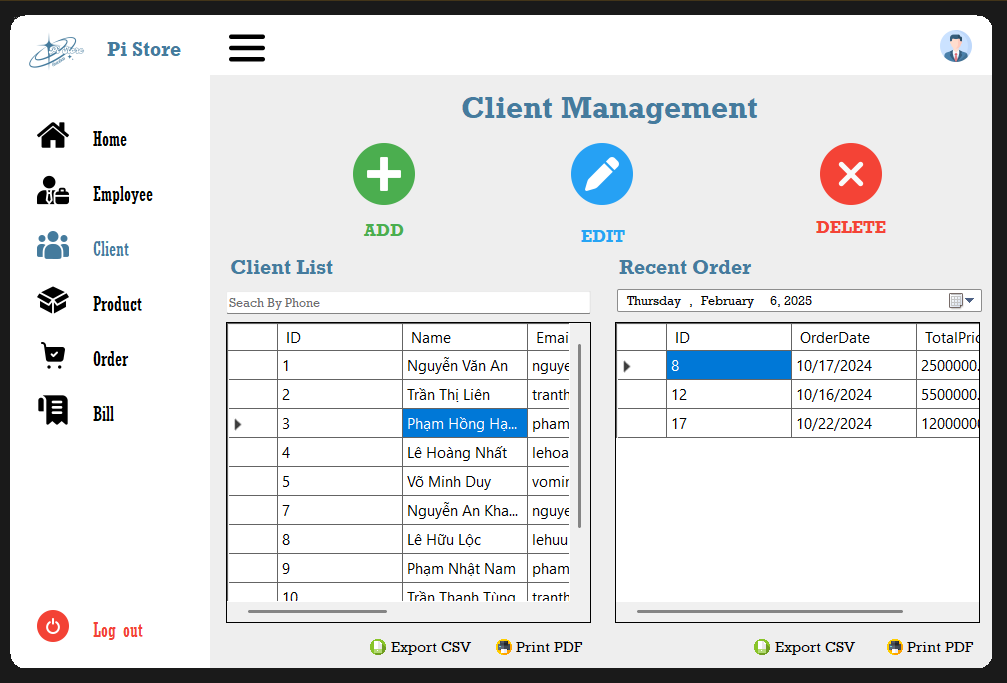 Pi Store
Home
Employee
Client
Product
Order
Bill
Log out
Client Management
ADD
EDIT
DELETE
Client List
Seach By Phone
ID Name Emai
1 Nguyễn Văn An nguye
2 Trần Thị Liên tranth
3 Phạm Hồng Hạ... pham
4 Lê Hoàng Nhất lehoa
5 Võ Minh Duy vomin
7 Nguyễn An Kha... nguye
8 Lê Hữu Lộc lehuu
9 Phạm Nhật Nam pham
10 Trần Thanh Tùng tranth
Export CSV Print PDF
Recent Order
Thursday , February 6, 2025
ID OrderDate TotalPric
8 10/17/2024 2500000.
12 10/16/2024 5500000.
17 10/22/2024 12000000
Export CSV Print PDF